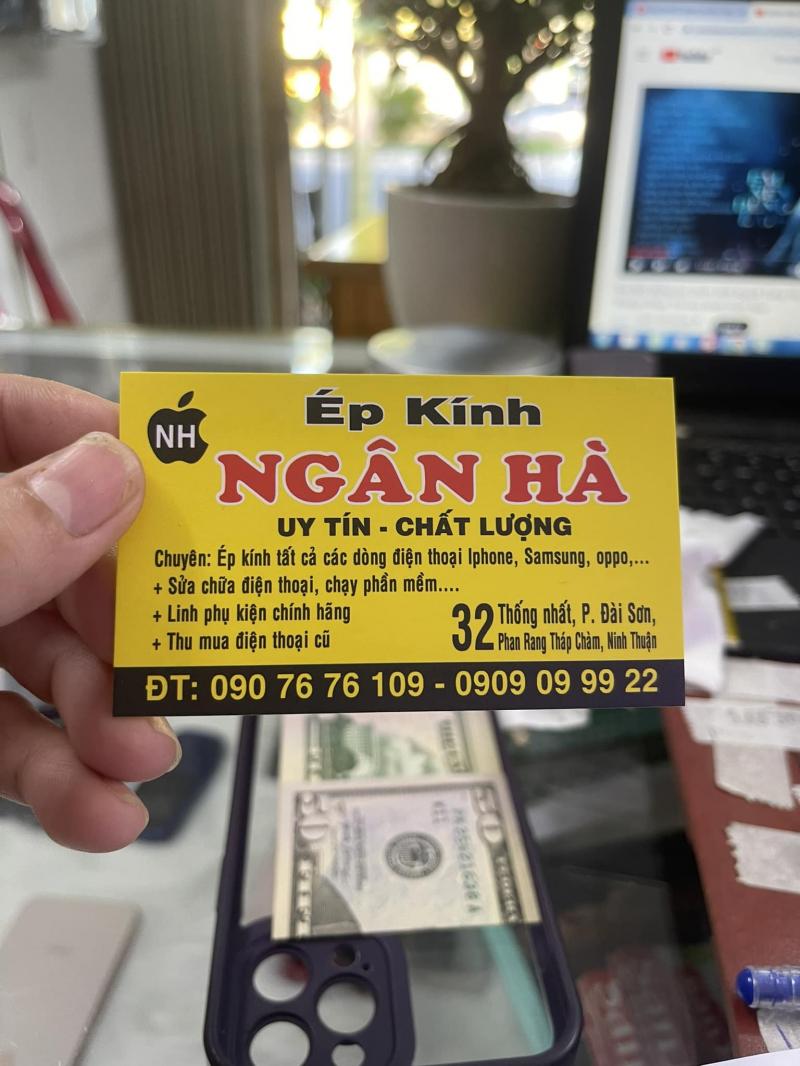 NH
Ép Kính
NGÂN HÀ
UY TÍN - CHẤT LƯỢNG
Chuyên: Ép kính tất cả các dòng điện thoại Iphone, Samsung, oppo,...
+ Sửa chữa điện thoại, chạy phần mềm....
+ Linh phụ kiện chính hãng
+ Thu mua điện thoại cũ
32 Thống nhất, P. Đài Sơn,
Phan Rang Tháp Chàm, Ninh Thuận
ĐT: 090 76 76 109 - 0909 09 99 22
50